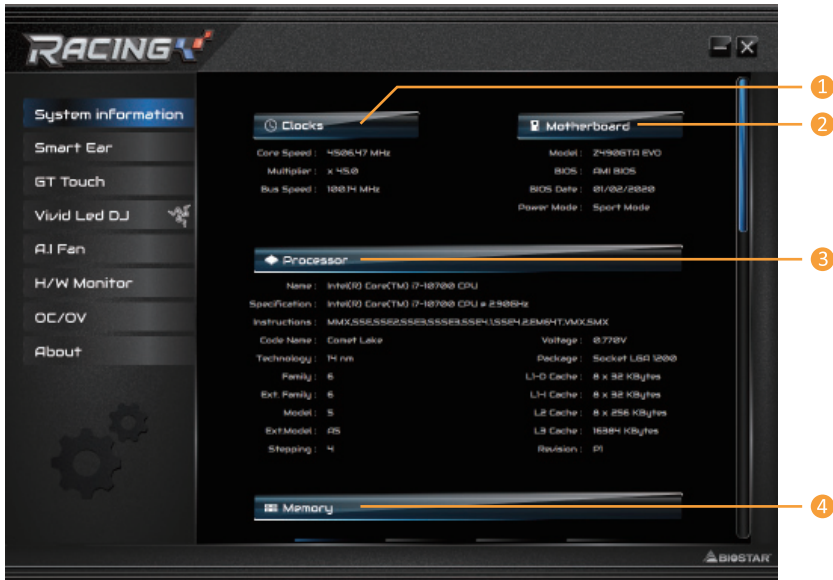 RACING
System information
Smart Ear
GT Touch
Vivid Led DJ
A.I Fan
H/W Monitor
OC/OV
About
Clocks
Core Speed : 4506.47 MHz
Multiplier : x 45.0
Bus Speed : 100.14 MHz
1
Motherboard
Model : Z490GTA EVO
BIOS : AMI BIOS
BIOS Date : 01/02/2020
Power Mode : Sport Mode
2
Processor
3
Name : Intel(R) Core(TM) i7-10700 CPU
Specification : Intel(R) Core(TM) i7-10700 CPU @ 2.90GHz
Instructions : MMX,SSE,SSE2,SSE3,SSSE3,SSE4.1,SSE4.2,EM64T,VMX,SMX
Code Name : Comet Lake
Technology : 14 nm
Family : 6
Ext. Family : 6
Model : 5
Ext.Model : A5
Stepping : 4
Voltage : 0.770V
Package : Socket LGA 1200
L1-D Cache : 8 x 32 KBytes
L1-I Cache : 8 x 32 KBytes
L2 Cache : 8 x 256 KBytes
L3 Cache : 16384 KBytes
Revision : P1
Memory
4
BIOSTAR